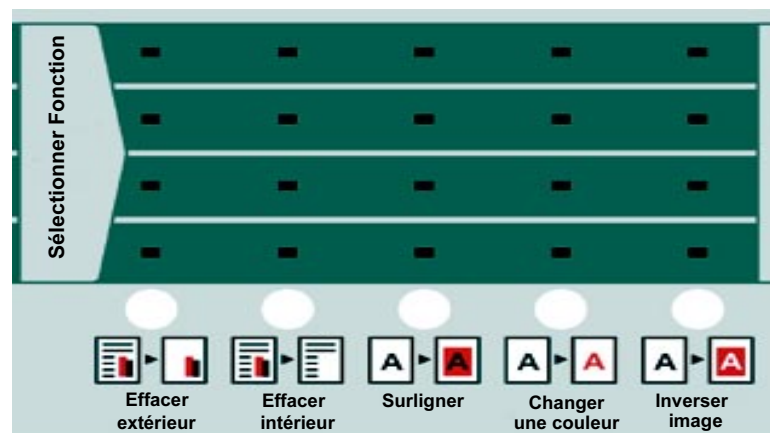 Sélectionner Fonction
A A A A A A
Effacer extérieur
Effacer intérieur
Surligner
Changer une couleur
Inverser image